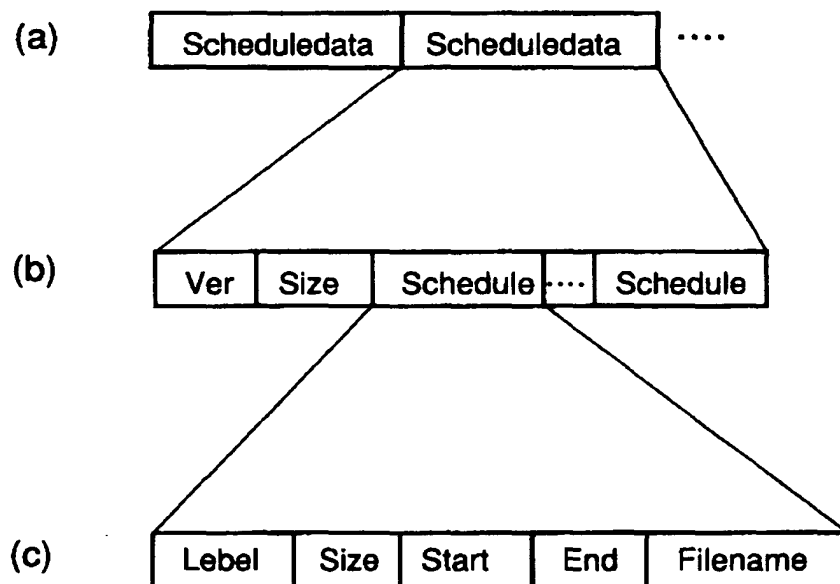 (a) Scheduledata Scheduledata ····
(b) Ver Size Schedule ···· Schedule
(c) Lebel Size Start End Filename